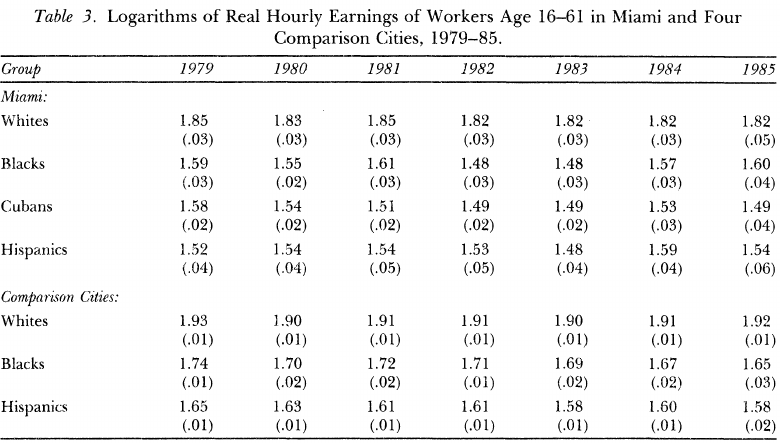 Table 3. Logarithms of Real Hourly Earnings of Workers Age 16–61 in Miami and Four
Comparison Cities, 1979–85.
Group 1979 1980 1981 1982 1983 1984 1985
Miami:
Whites 1.85 1.83 1.85 1.82 1.82 1.82 1.82
(.03) (.03) (.03) (.03) (.03) (.03) (.05)
Blacks 1.59 1.55 1.61 1.48 1.48 1.57 1.60
(.03) (.02) (.03) (.03) (.03) (.03) (.04)
Cubans 1.58 1.54 1.51 1.49 1.49 1.53 1.49
(.02) (.02) (.02) (.02) (.02) (.03) (.04)
Hispanics 1.52 1.54 1.54 1.53 1.48 1.59 1.54
(.04) (.04) (.05) (.05) (.04) (.04) (.06)
Comparison Cities:
Whites 1.93 1.90 1.91 1.91 1.90 1.91 1.92
(.01) (.01) (.01) (.01) (.01) (.01) (.01)
Blacks 1.74 1.70 1.72 1.71 1.69 1.67 1.65
(.01) (.02) (.02) (.01) (.02) (.02) (.03)
Hispanics 1.65 1.63 1.61 1.61 1.58 1.60 1.58
(.01) (.01) (.01) (.01) (.01) (.01) (.02)